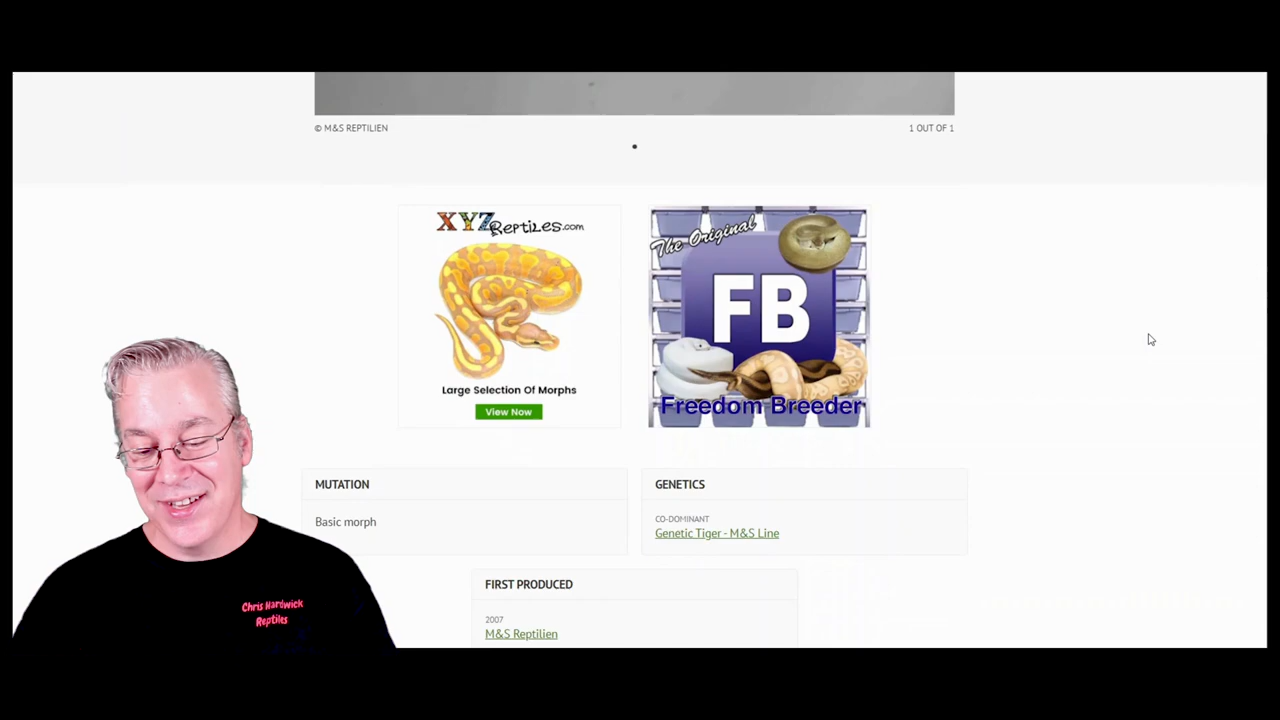 © M&S REPTILIEN
1 OUT OF 1
XYZReptiles.com
Large Selection Of Morphs
View Now
The Original
FB
Freedom Breeder
MUTATION
Basic morph
GENETICS
CO-DOMINANT
Genetic Tiger - M&S Line
FIRST PRODUCED
2007
M&S Reptilien
Chris Hardwick
Reptiles